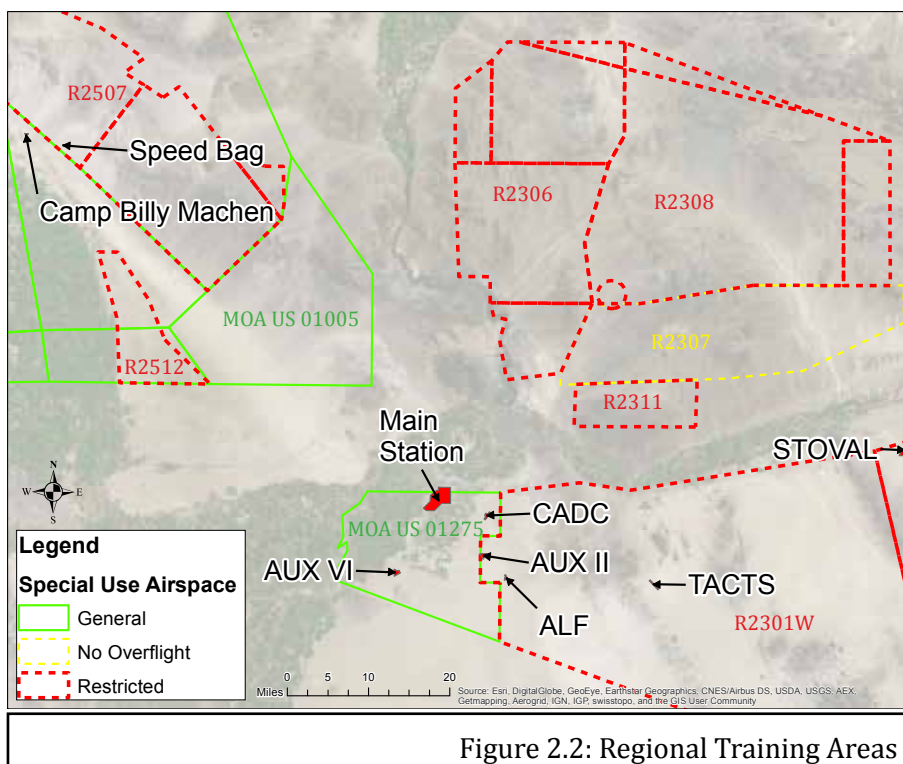 R2507
Speed Bag
Camp Billy Machen
R2306
R2308
MOA US 01005
R2307
R2512
R2311
Main
Station
STOVAL
N
W
E
S
MOA US 01275
CADC
AUX II
AUX VI
TACTS
ALF
R2301W
Legend
Special Use Airspace
General
No Overflight
Restricted
0 5 10 20
Miles
Source: Esri, DigitalGlobe, GeoEye, Earthstar Geographics, CNES/Airbus DS, USDA, USGS, AEX,
Getmapping, Aerogrid, IGN, IGP, swisstopo, and the GIS User Community
Figure 2.2: Regional Training Areas